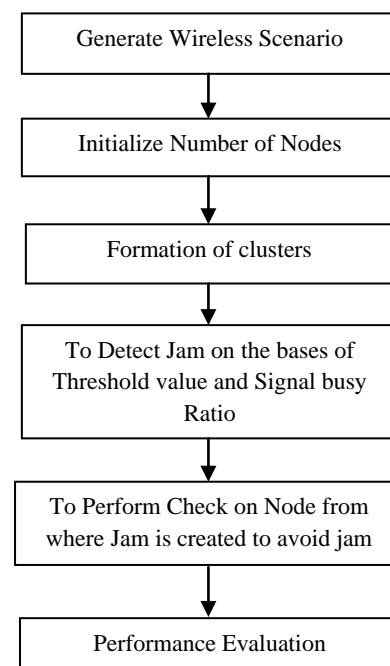 Generate Wireless Scenario
Initialize Number of Nodes
Formation of clusters
To Detect Jam on the bases of
Threshold value and Signal busy
Ratio
To Perform Check on Node from
where Jam is created to avoid jam
Performance Evaluation